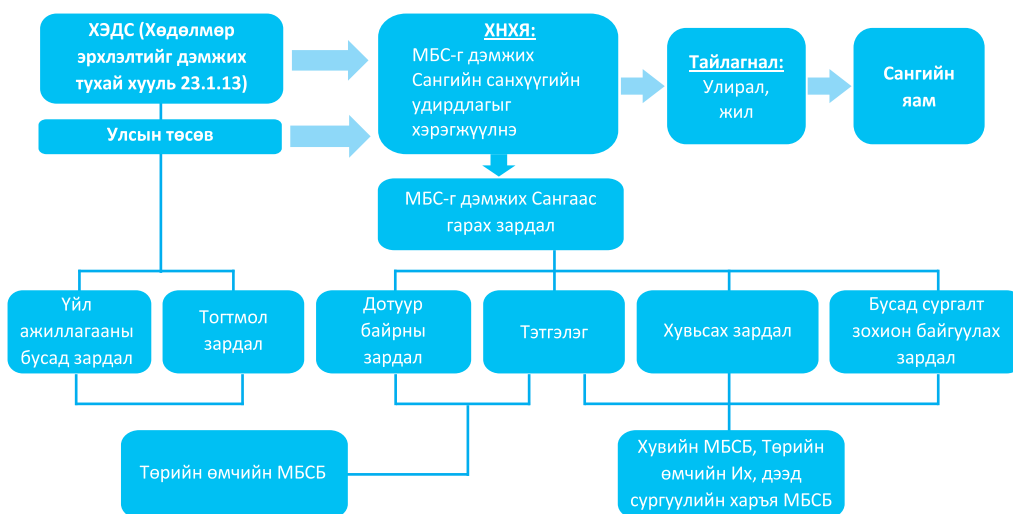 ХЭДС (Хөдөлмөр
эрхлэлтийг дэмжих
тухай хууль 23.1.13)
Улсын төсөв
ХНХЯ:
МБС-г дэмжих
Сангийн санхүүгийн
удирдлагыг
хэрэгжүүлнэ
Тайлагнал:
Улирал,
жил
Сангийн
яам
МБС-г дэмжих Сангаас
гарах зардал
Үйл
ажиллагааны
бусад зардал
Тогтмол
зардал
Дотуур
байрны
зардал
Тэтгэлэг
Хувьсах зардал
Бусад сургалт
зохион байгуулах
зардал
Төрийн өмчийн МБСБ
Хувийн МБСБ, Төрийн
өмчийн Их, дээд
сургуулийн харъя МБСБ